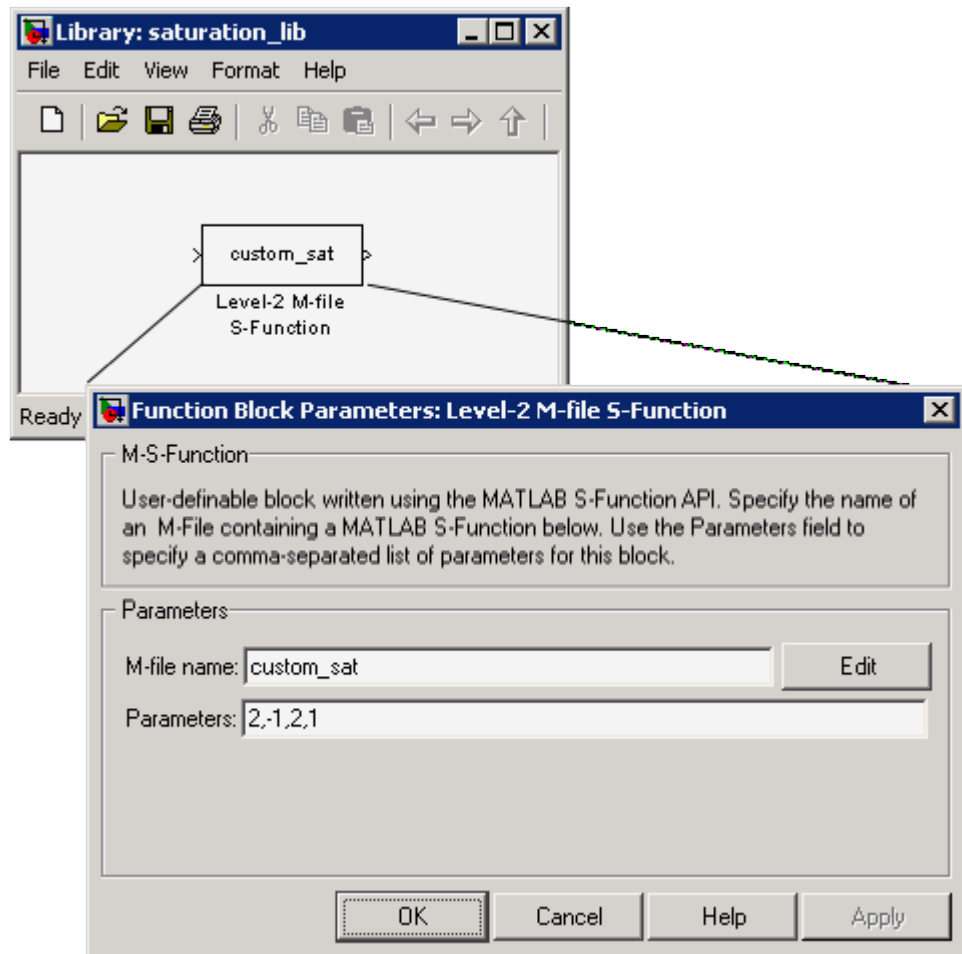 Library: saturation_lib
File Edit View Format Help
custom_sat
Level-2 M-file
S-Function
Ready
Function Block Parameters: Level-2 M-file S-Function
M-S-Function
User-definable block written using the MATLAB S-Function API. Specify the name of
an M-File containing a MATLAB S-Function below. Use the Parameters field to
specify a comma-separated list of parameters for this block.
Parameters
M-file name: custom_sat Edit
Parameters: 2,-1,2,1
OK Cancel Help Apply